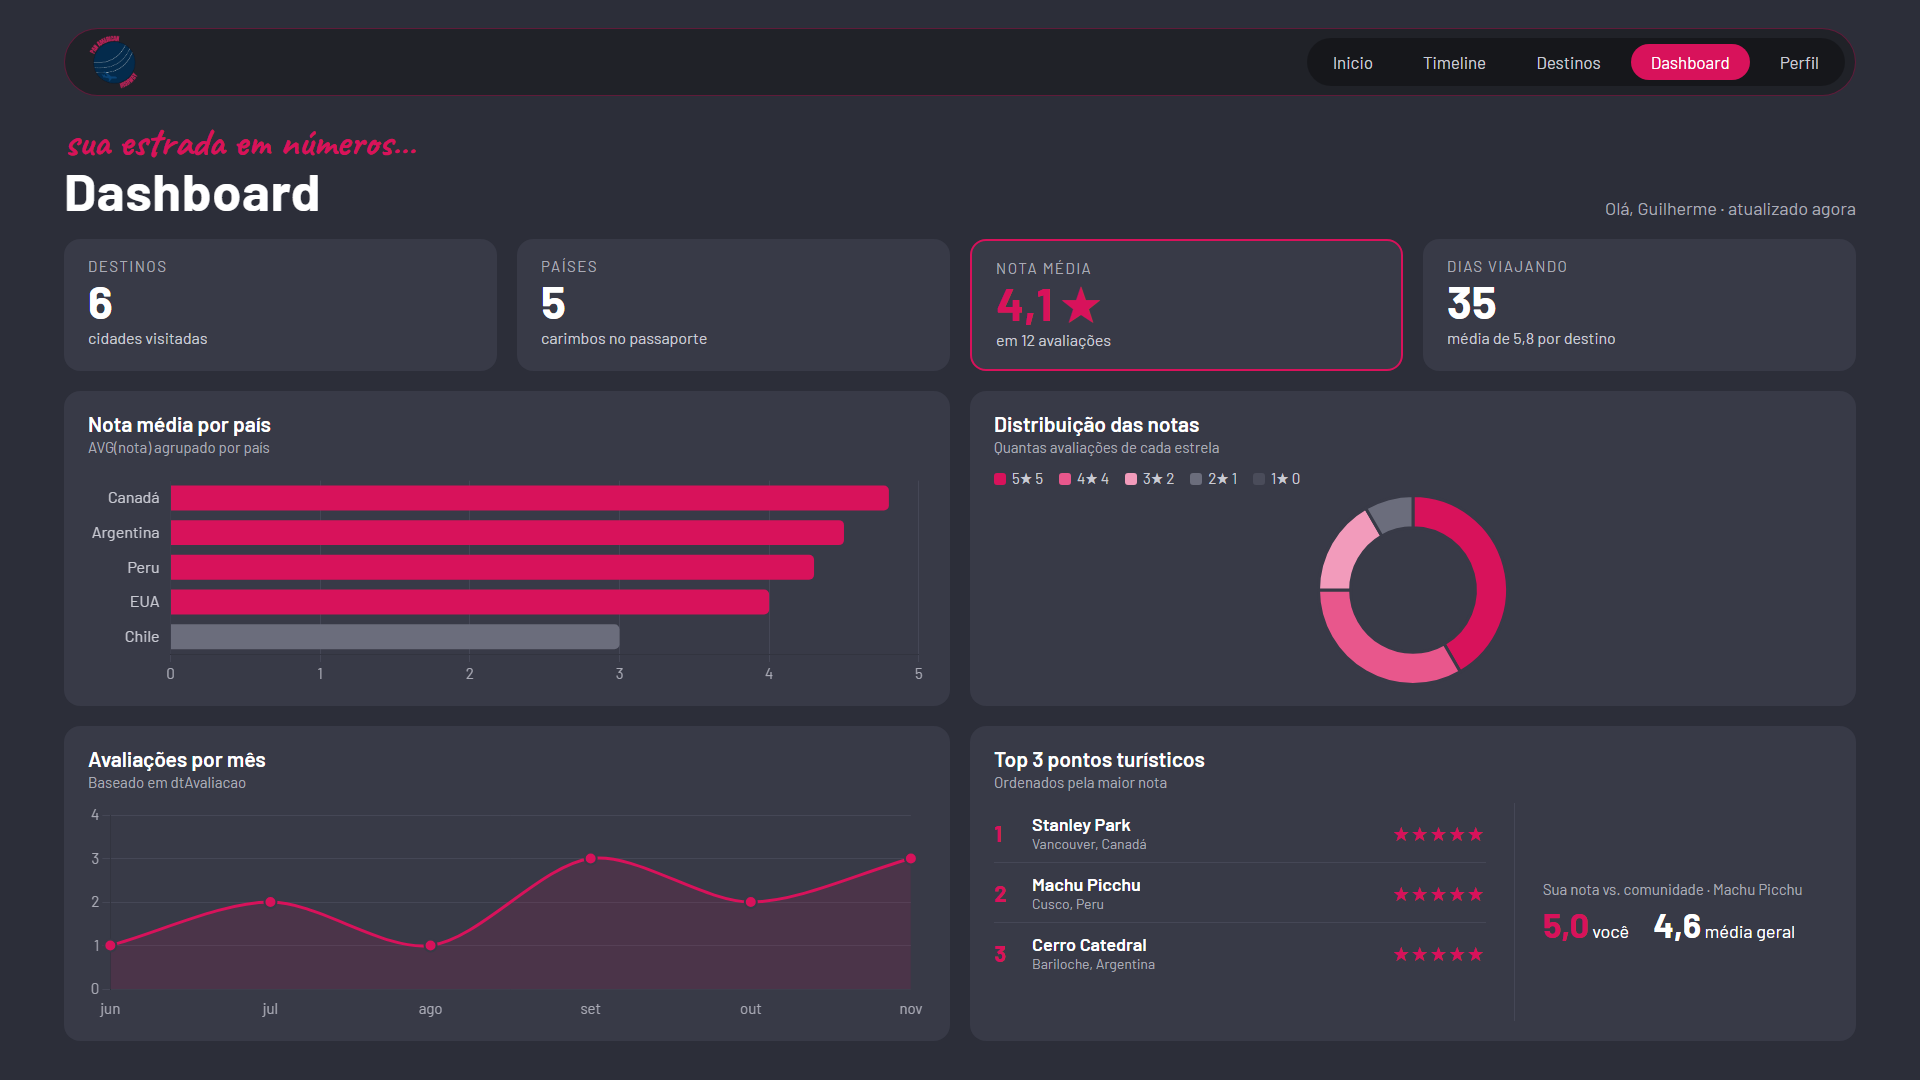 Inicio
Timeline
Destinos
Dashboard
Perfil
sua estrada em números...
Dashboard
Olá, Guilherme · atualizado agora
DESTINOS
6
cidades visitadas
PAÍSES
5
carimbos no passaporte
NOTA MÉDIA
4,1 ★
em 12 avaliações
DIAS VIAJANDO
35
média de 5,8 por destino
Nota média por país
AVG(nota) agrupado por país
Canadá
Argentina
Peru
EUA
Chile
0 1 2 3 4 5
Distribuição das notas
Quantas avaliações de cada estrela
5★ 5 4★ 4 3★ 2 2★ 1 1★ 0
Avaliações por mês
Baseado em dtAvaliacao
4
3
2
1
0
jun jul ago set out nov
Top 3 pontos turísticos
Ordenados pela maior nota
1 Stanley Park ★★★★★
Vancouver, Canadá
2 Machu Picchu ★★★★★
Cusco, Peru
3 Cerro Catedral ★★★★★
Bariloche, Argentina
Sua nota vs. comunidade · Machu Picchu
5,0 você 4,6 média geral